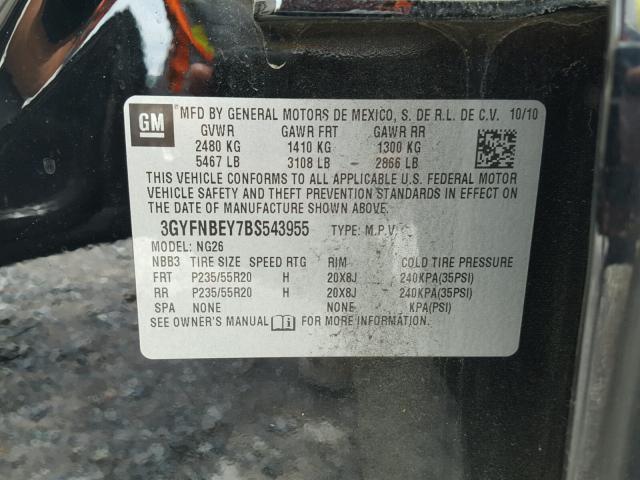 GM MFD BY GENERAL MOTORS DE MEXICO, S. DE R.L. DE C.V. 10/10
GVWR GAWR FRT GAWR RR
2480 KG 1410 KG 1300 KG
5467 LB 3108 LB 2866 LB
THIS VEHICLE CONFORMS TO ALL APPLICABLE U.S. FEDERAL MOTOR
VEHICLE SAFETY AND THEFT PREVENTION STANDARDS IN EFFECT ON
THE DATE OF MANUFACTURE SHOWN ABOVE.
3GYFNBEY7BS543955 TYPE: M.P.V.
MODEL: NG26
NBB3 TIRE SIZE SPEED RTG RIM COLD TIRE PRESSURE
FRT P235/55R20 H 20X8J 240KPA(35PSI)
RR P235/55R20 H 20X8J 240KPA(35PSI)
SPA NONE NONE KPA(PSI)
SEE OWNER'S MANUAL FOR MORE INFORMATION.